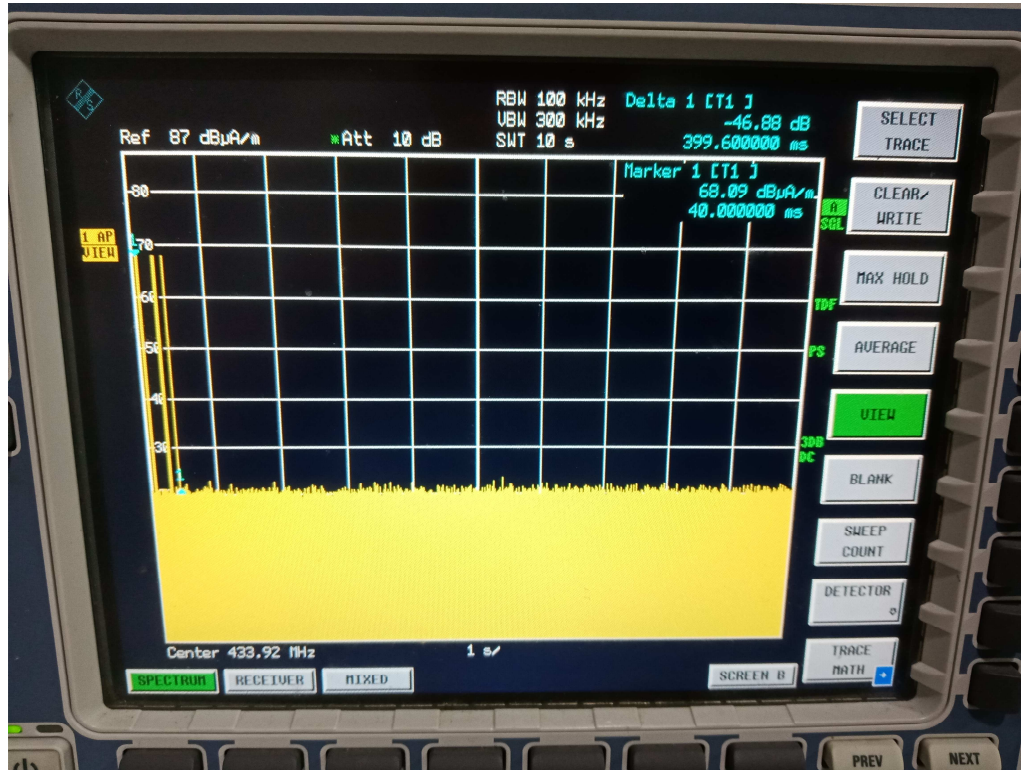 R
S
RBW 100 kHz
VBW 300 kHz
SWT 10 s
Delta 1 [T1 ]
-46.88 dB
399.600000 ms
Ref 87 dBµA/m
*Att 10 dB
Marker 1 [T1 ]
68.09 dBµA/m
40.000000 ms
80
70
60
50
40
30
1
1
1 AP
VIEW
A
SGL
TDF
PS
3DB
DC
Center 433.92 MHz
1 s/
SPECTRUM
RECEIVER
MIXED
SCREEN B
SELECT
TRACE
CLEAR/
WRITE
MAX HOLD
AVERAGE
VIEW
BLANK
SWEEP
COUNT
DETECTOR
TRACE
MATH
PREV
NEXT